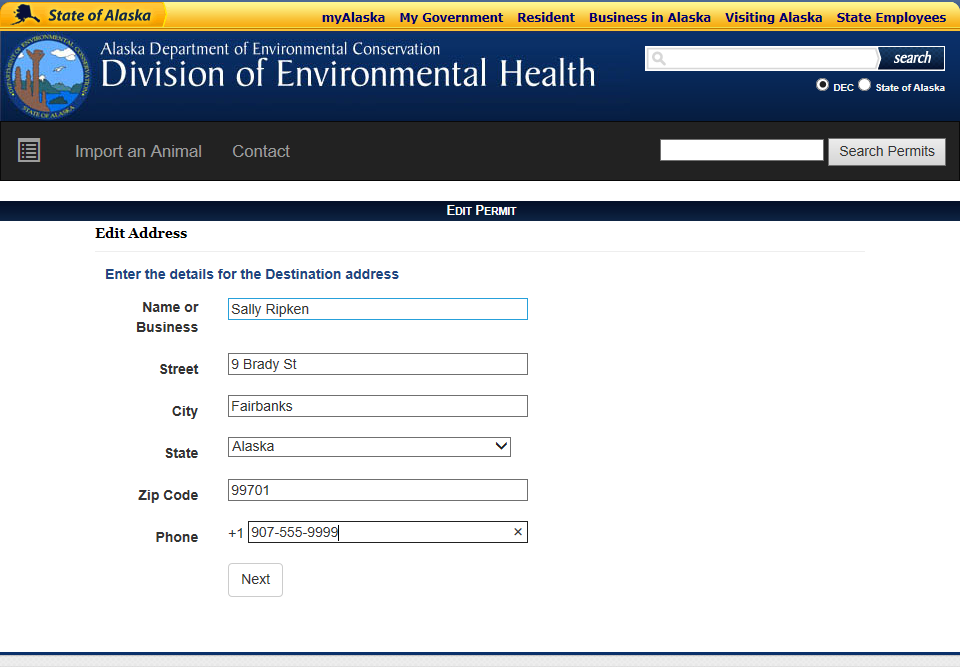 State of Alaska
myAlaska My Government Resident Business in Alaska Visiting Alaska State Employees
Alaska Department of Environmental Conservation
Division of Environmental Health
search
DEC State of Alaska
Import an Animal Contact Search Permits
EDIT PERMIT
Edit Address
Enter the details for the Destination address
Name or
Business
Sally Ripken
Street 9 Brady St
City Fairbanks
State Alaska
Zip Code 99701
Phone +1 907-555-9999 ×
Next